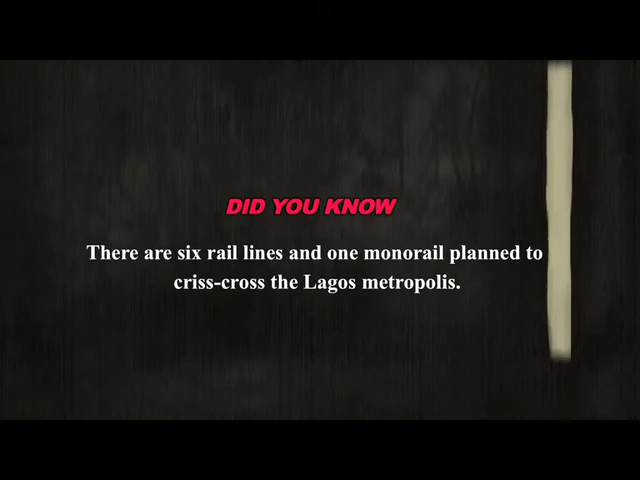 DID YOU KNOW
There are six rail lines and one monorail planned to
criss-cross the Lagos metropolis.